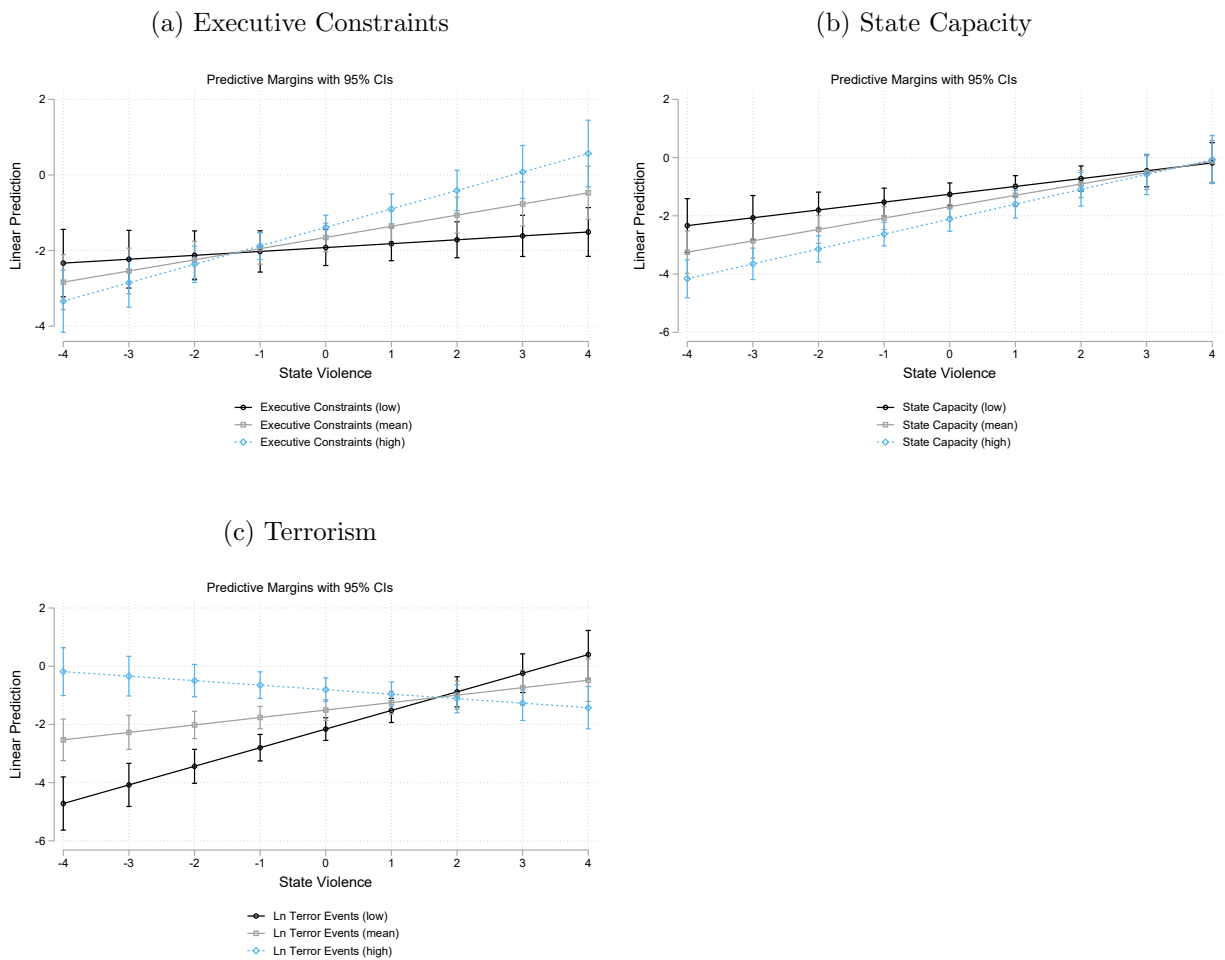 (a) Executive Constraints
Predictive Margins with 95% CIs
2
0
-2
-4
Linear Prediction
-4 -3 -2 -1 0 1 2 3 4
State Violence
Executive Constraints (low)
Executive Constraints (mean)
Executive Constraints (high)
(b) State Capacity
Predictive Margins with 95% CIs
2
0
-2
-4
-6
Linear Prediction
-4 -3 -2 -1 0 1 2 3 4
State Violence
State Capacity (low)
State Capacity (mean)
State Capacity (high)
(c) Terrorism
Predictive Margins with 95% CIs
2
0
-2
-4
-6
Linear Prediction
-4 -3 -2 -1 0 1 2 3 4
State Violence
Ln Terror Events (low)
Ln Terror Events (mean)
Ln Terror Events (high)